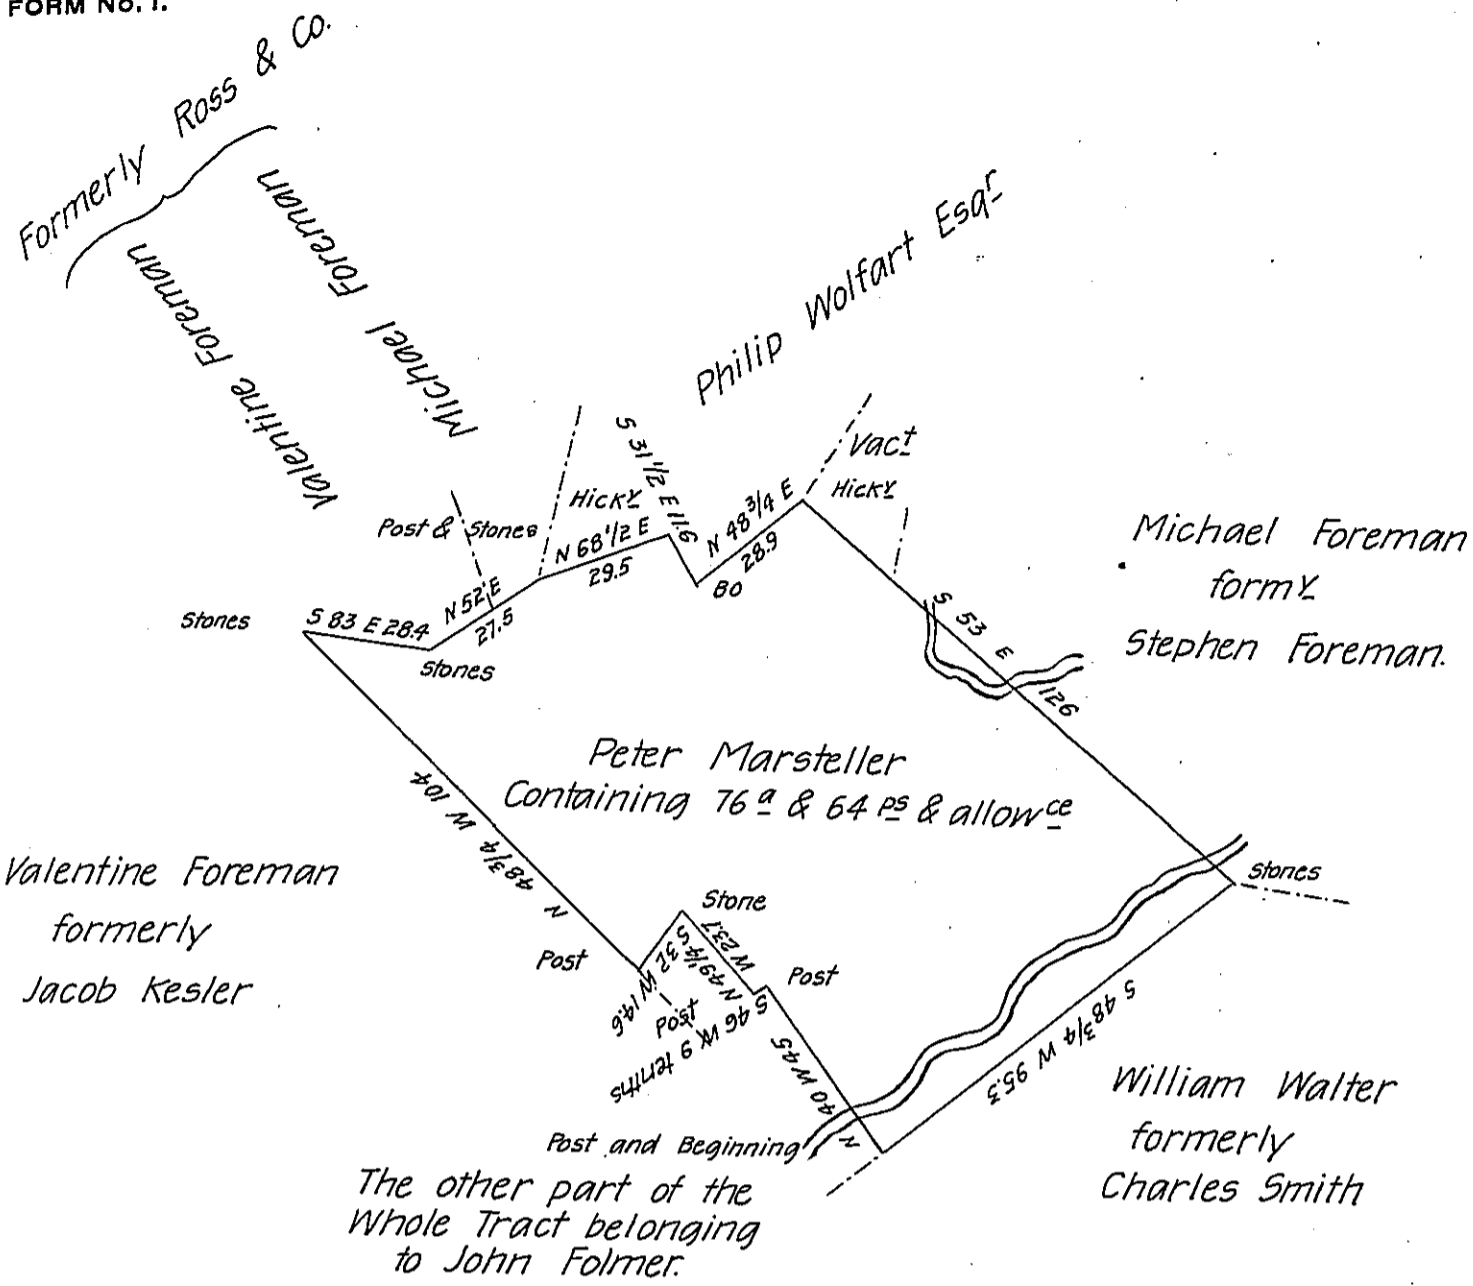 FORM No. 1.
Formerly Ross & Co.
Michael Foreman
Valentine Foreman
Philip Wolfart Esqr
Vact
Hicky
Hicky
S 31 1/2 E 11.6
N 48 3/4 E
28.9
Bo
Post & Stones
N 68 1/2 E
29.5
N 52 E
27.5
Stones
S 83 E 28.4
Stones
Michael Foreman
formy
Stephen Foreman.
S 53 E
126
Peter Marsteller
Containing 76 a & 64 ps & allowce
N 48 3/4 W 104
Valentine Foreman
formerly
Jacob Kesler
Stone
Post
S 32 W 14.6
N 49 1/4 W 23.7
Post
Post
S 46 W 9 tenths
N 40 W 45
Stones
S 48 3/4 W 95.3
Post and Beginning
William Walter
formerly
Charles Smith
The other part of the
Whole Tract belonging
to John Folmer.